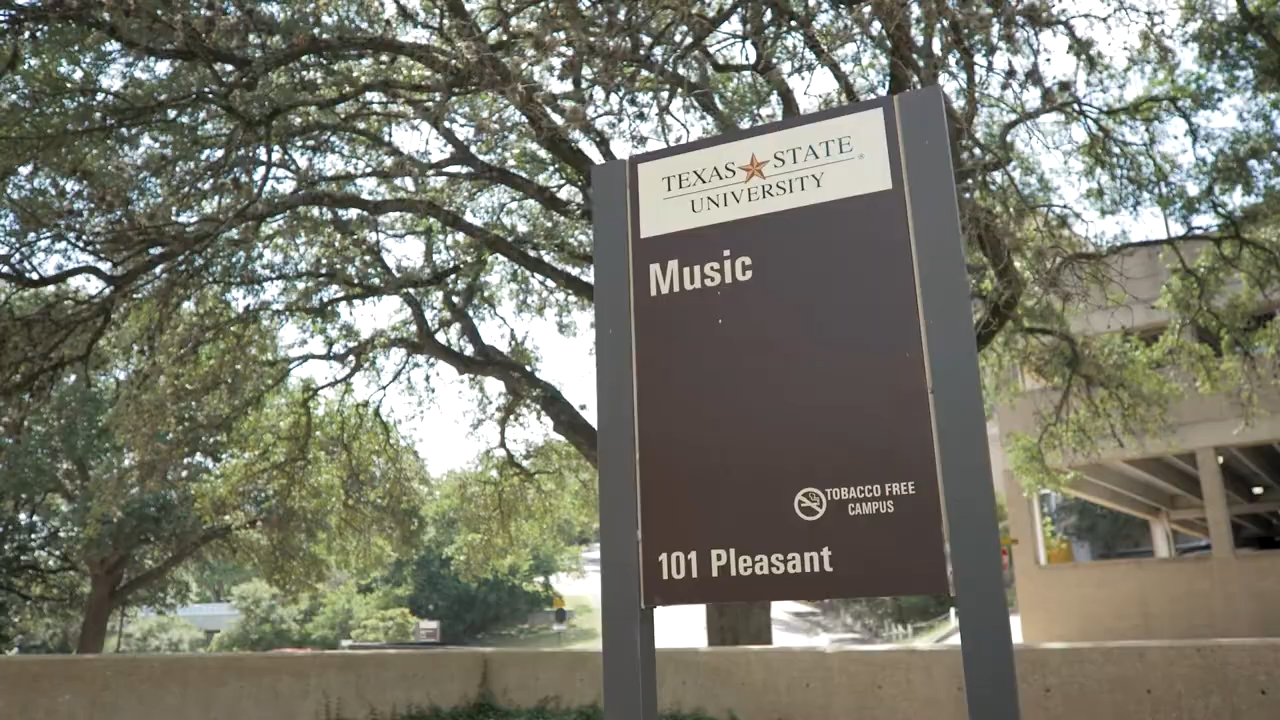 TEXAS STATE
UNIVERSITY
Music
TOBACCO FREE
CAMPUS
101 Pleasant